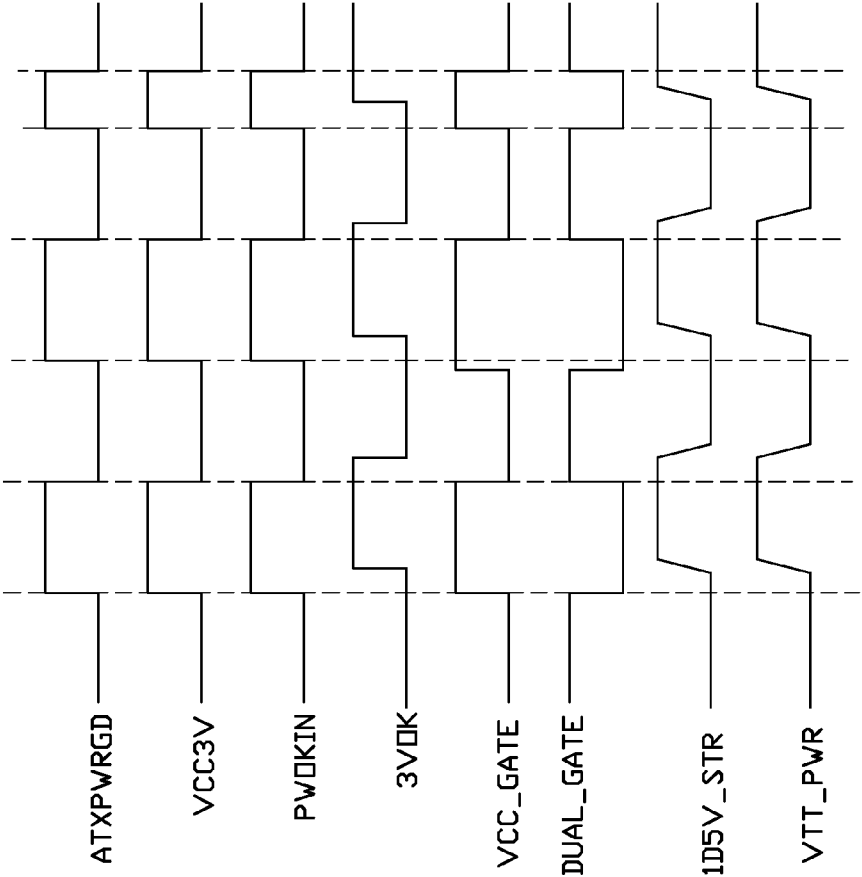 ATXPWRGD
VCC3V
PWOKIN
3VOK
VCC_GATE
DUAL_GATE
1D5V_STR
VTT_PWR